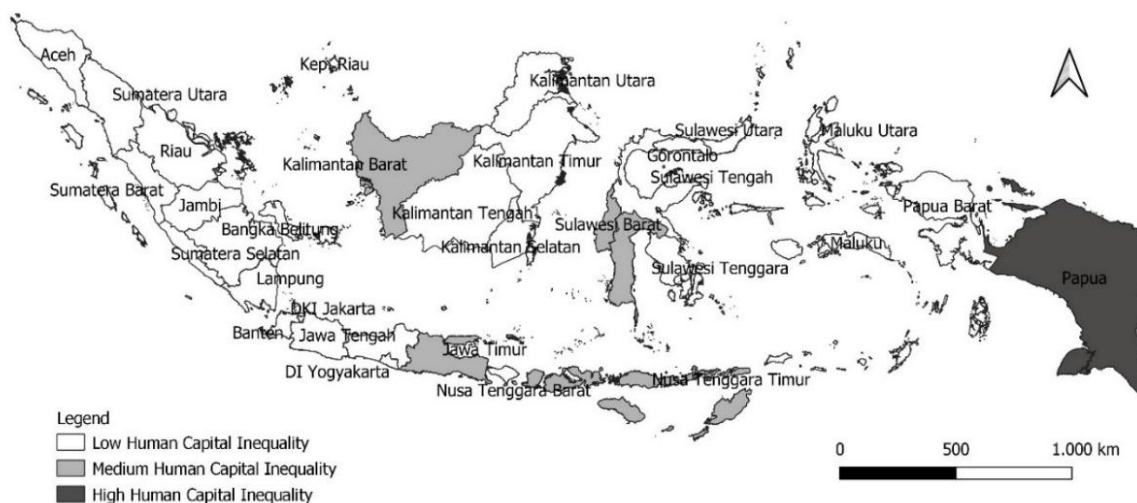 Aceh
Kep. Riau
Sumatera Utara
Kalimantan Utara
Riau
Kalimantan Barat
Kalimantan Timur
Sulawesi Utara
Maluku Utara
Gorontalo
Sulawesi Tengah
Sumatera Barat
Jambi
Kalimantan Tengah
Papua Barat
Bangka Belitung
Sulawesi Barat
Sumatera Selatan
Kalimantan Selatan
Maluku
Lampung
Sulawesi Tenggara
Papua
DKI Jakarta
Banten
Jawa Tengah
Jawa Timur
DI Yogyakarta
Nusa Tenggara Barat
Nusa Tenggara Timur
Legend
Low Human Capital Inequality
Medium Human Capital Inequality
High Human Capital Inequality
0 500 1.000 km